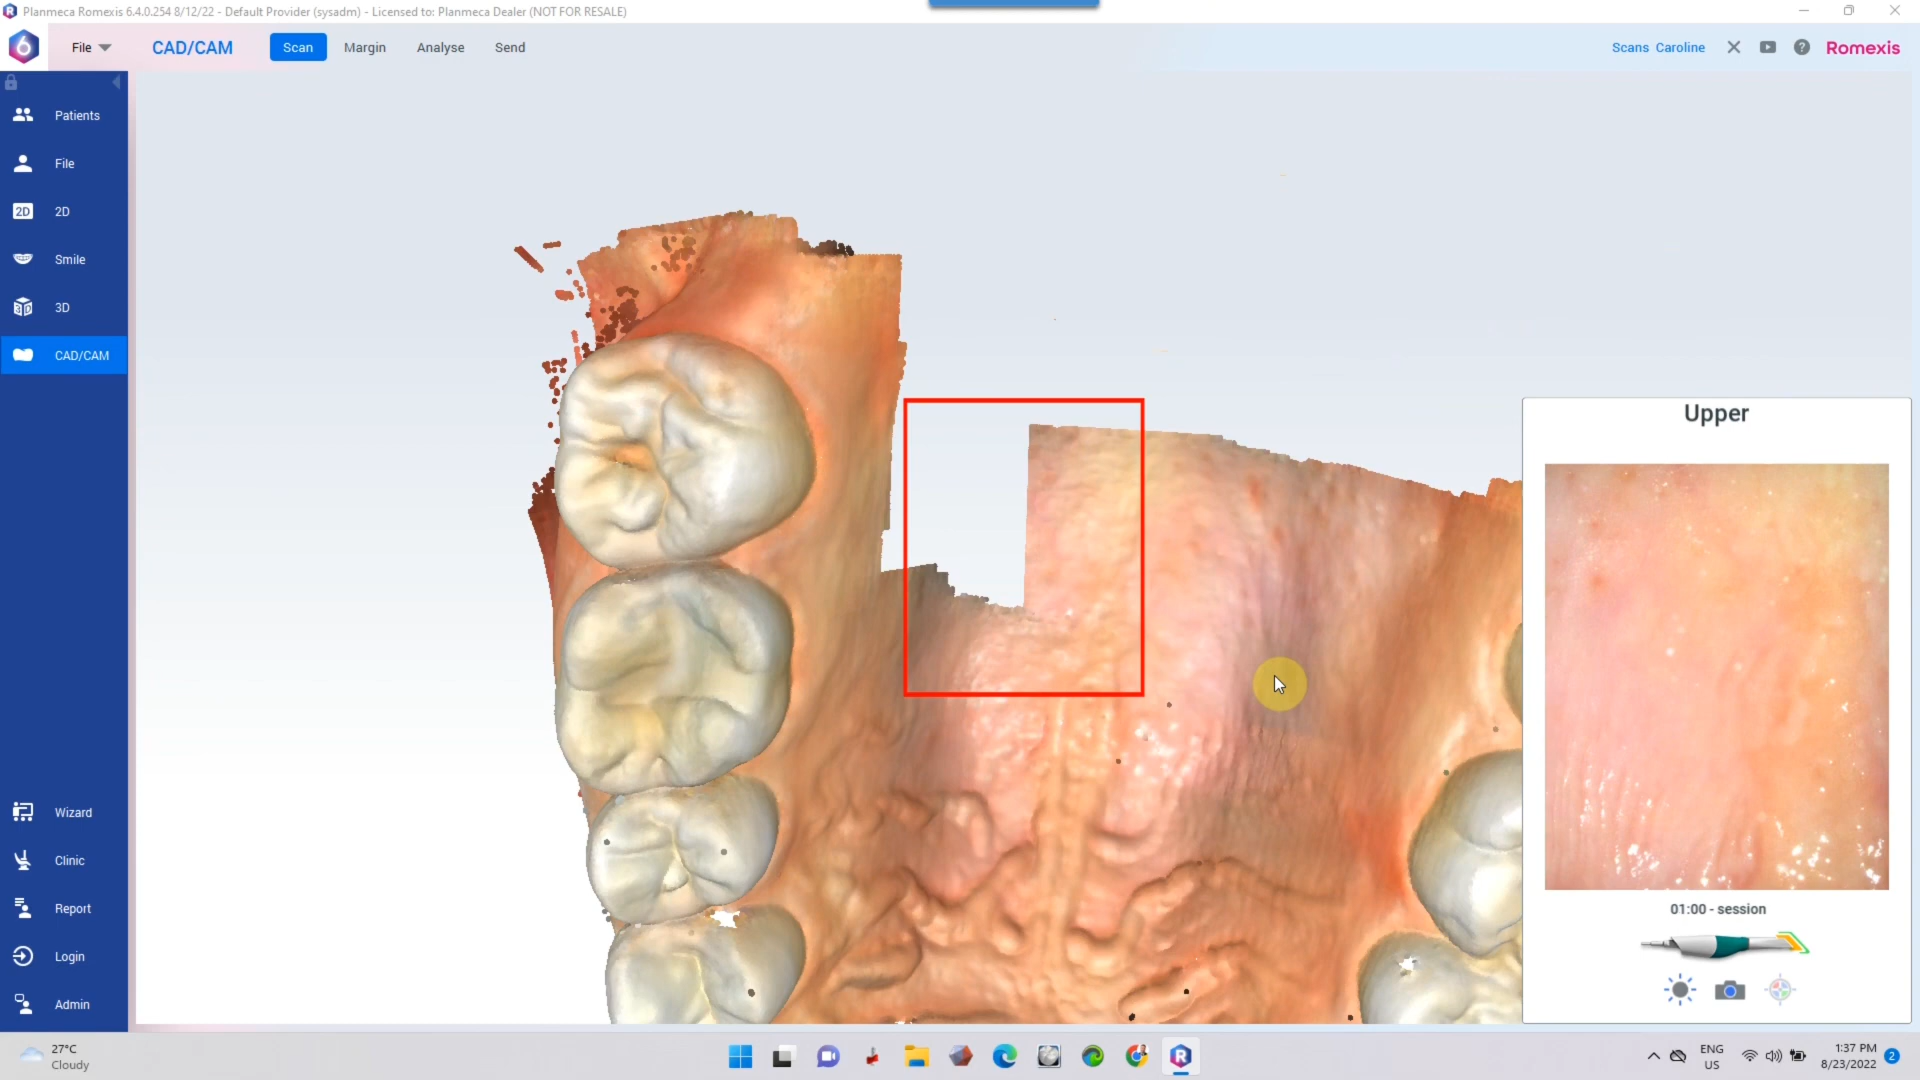 Planmeca Romexis 6.4.0.254 8/12/22 - Default Provider (sysadm) - Licensed to: Planmeca Dealer (NOT FOR RESALE)
6 File CAD/CAM Scan Margin Analyse Send Scans Caroline ? Romexis
Patients
File
2D 2D
Smile
3D 3D
CAD/CAM
Wizard
Clinic
Report
Login
Admin
Upper
01:00 - session
27°C
Cloudy
R
ENG
US
1:37 PM
8/23/2022
2